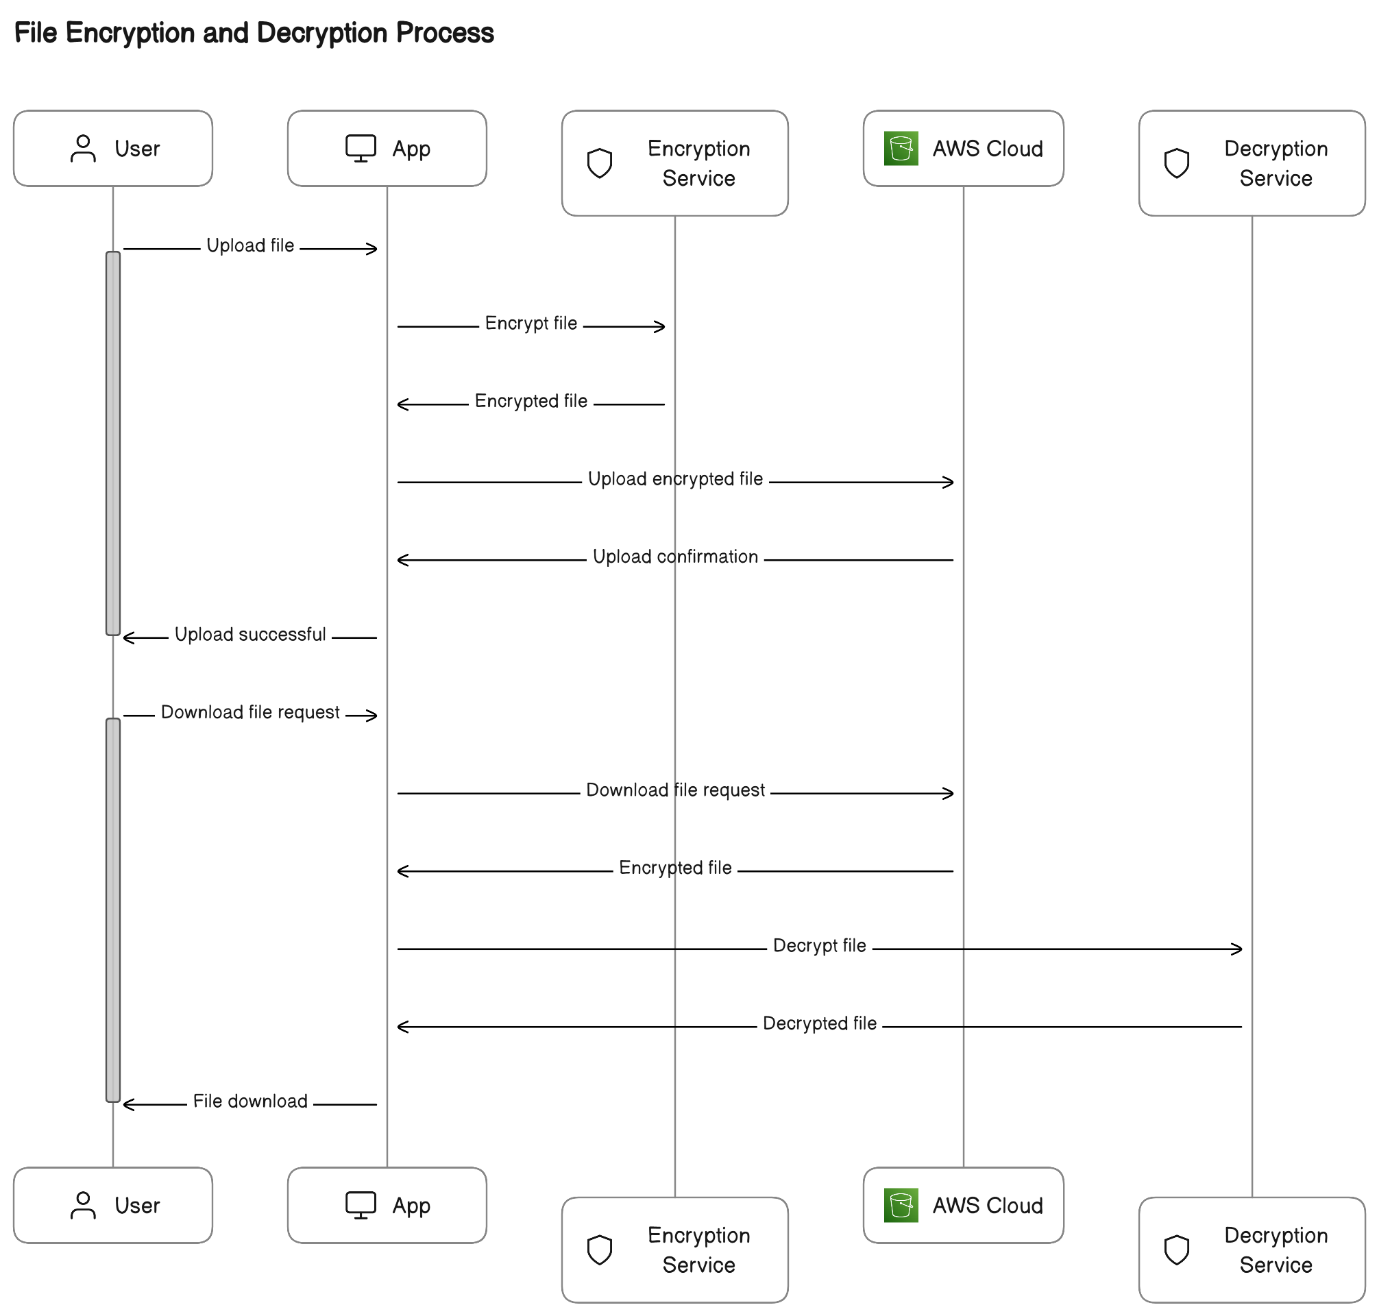 File Encryption and Decryption Process
User
App
Encryption
Service
AWS Cloud
Decryption
Service
Upload file
Encrypt file
Encrypted file
Upload encrypted file
Upload confirmation
Upload successful
Download file request
Download file request
Encrypted file
Decrypt file
Decrypted file
File download
User
App
Encryption
Service
AWS Cloud
Decryption
Service